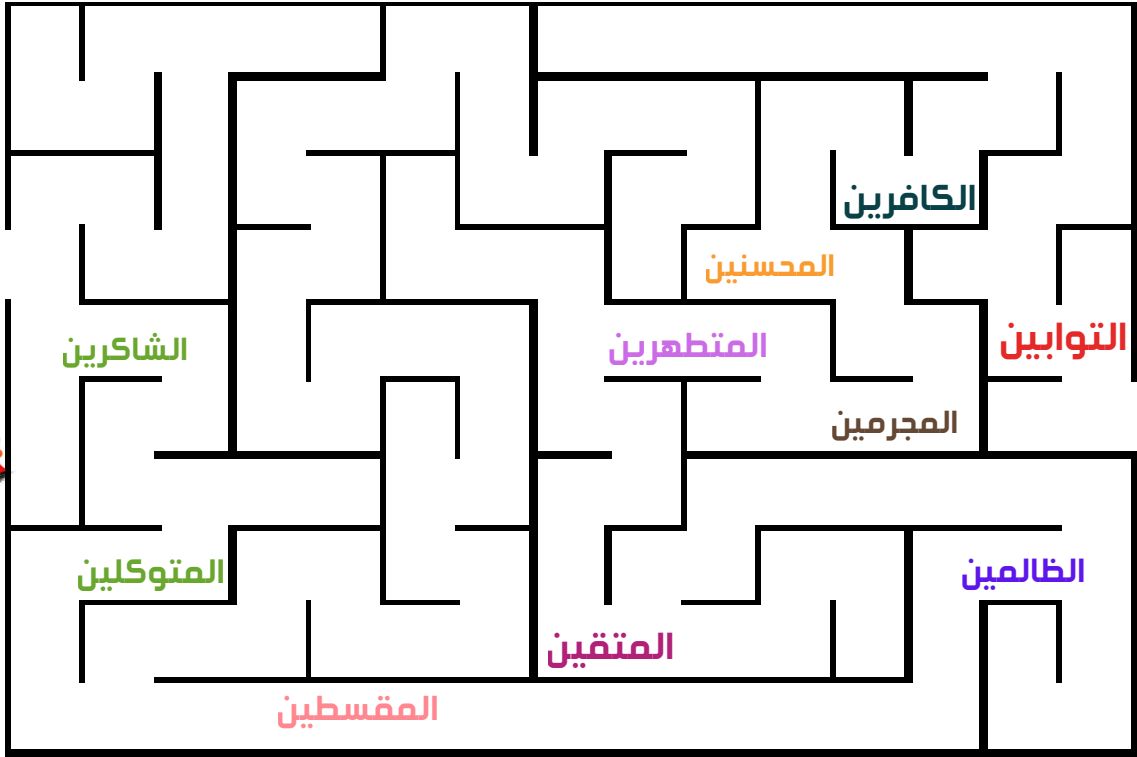 الكافرين
المحسنين
التوابين
المتطهرين
الشاكرين
المجرمين
الظالمين
المتوكلين
المتقين
المقسطين